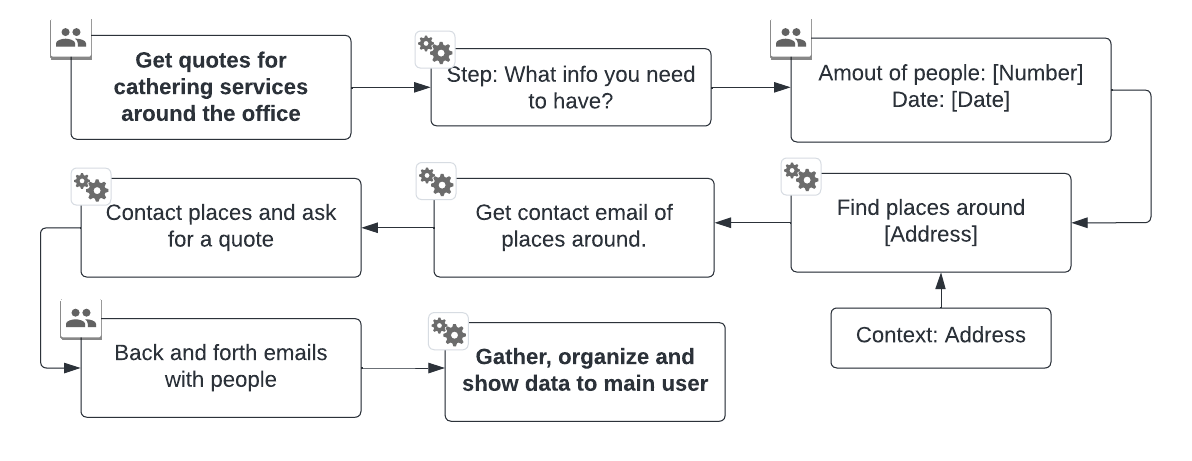 Get quotes for
cathering services
around the office
Step: What info you need
to have?
Amout of people: [Number]
Date: [Date]
Find places around
[Address]
Context: Address
Get contact email of
places around.
Contact places and ask
for a quote
Back and forth emails
with people
Gather, organize and
show data to main user